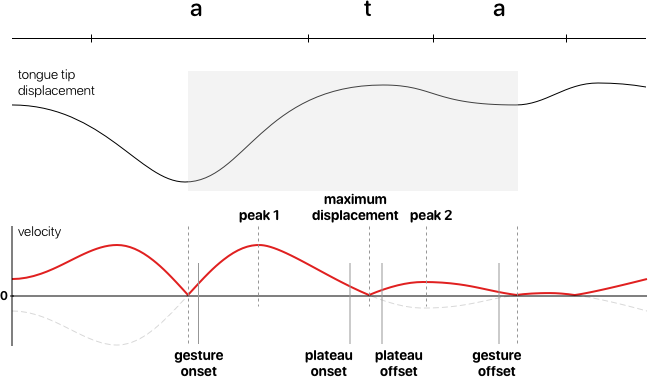 a t a
tongue tip
displacement
maximum
peak 1 displacement peak 2
velocity
0
gesture plateau plateau gesture
onset onset offset offset